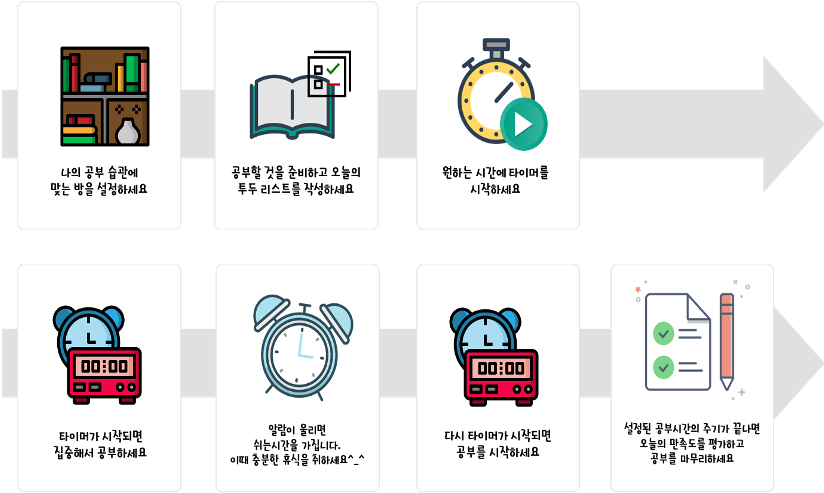 나의 공부 습관에
맞는 방을 설정하세요
공부할 것을 준비하고 오늘의
투두 리스트를 작성하세요
원하는 시간에 타이머를
시작하세요
00:00
타이머가 시작되면
집중해서 공부하세요
알람이 울리면
쉬는시간을 가집니다.
이때 충분한 휴식을 취하세요^_^
00:00
다시 타이머가 시작되면
공부를 시작하세요
설정된 공부시간의 주기가 끝나면
오늘의 만족도를 평가하고
공부를 마무리하세요